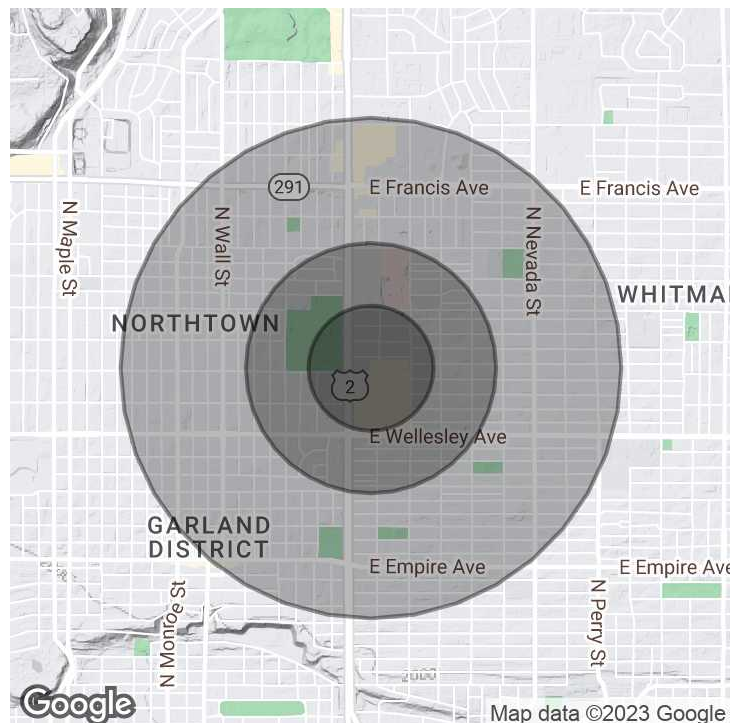 291
E Francis Ave
E Francis Ave
N Maple St
N Wall St
N Nevada St
WHITMA
NORTHTOWN
2
E Wellesley Ave
GARLAND
DISTRICT
E Empire Ave
E Empire Ave
N Monroe St
N Perry St
2000
Google
Map data ©2023 Google